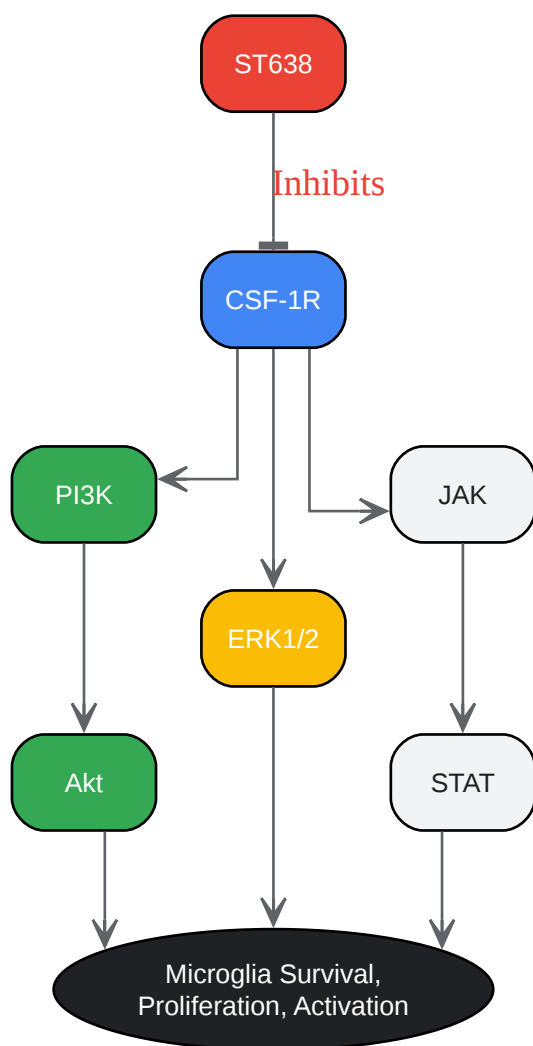 ST638
Inhibits
CSF-1R
PI3K
JAK
ERK1/2
Akt
STAT
Microglia Survival,
Proliferation, Activation